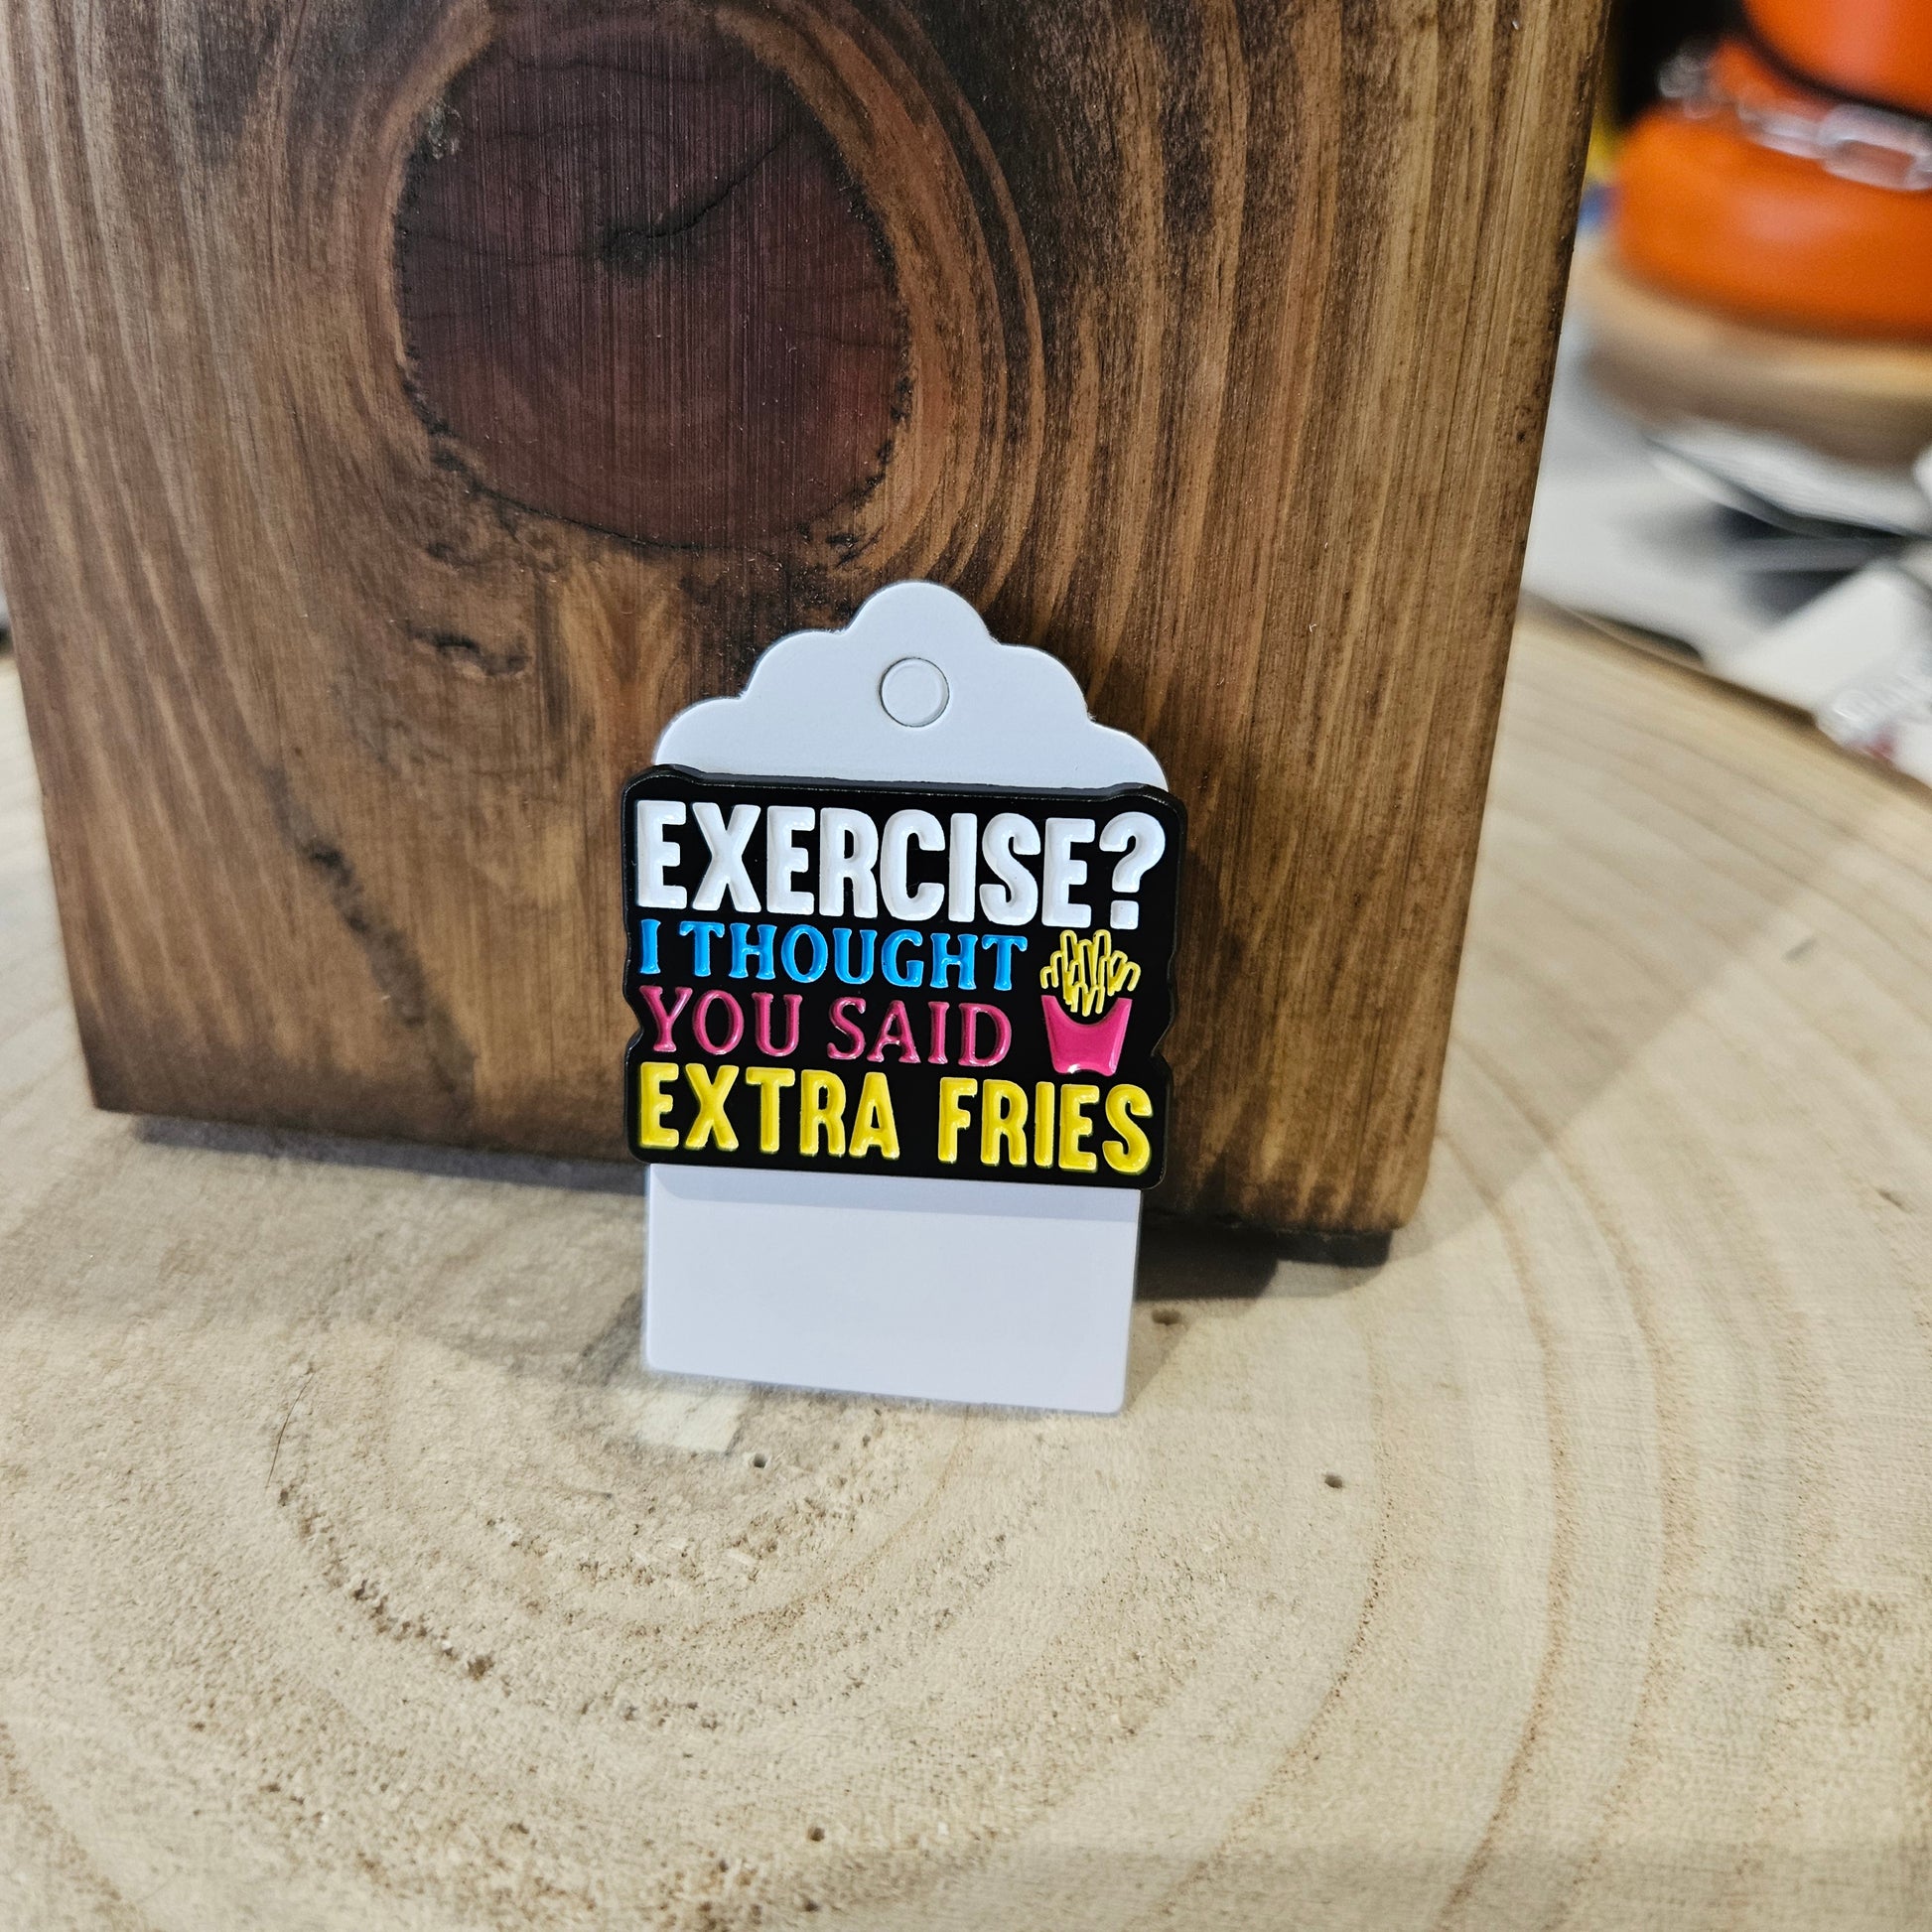 EXERCISE?
I THOUGHT
YOU SAID
EXTRA FRIES